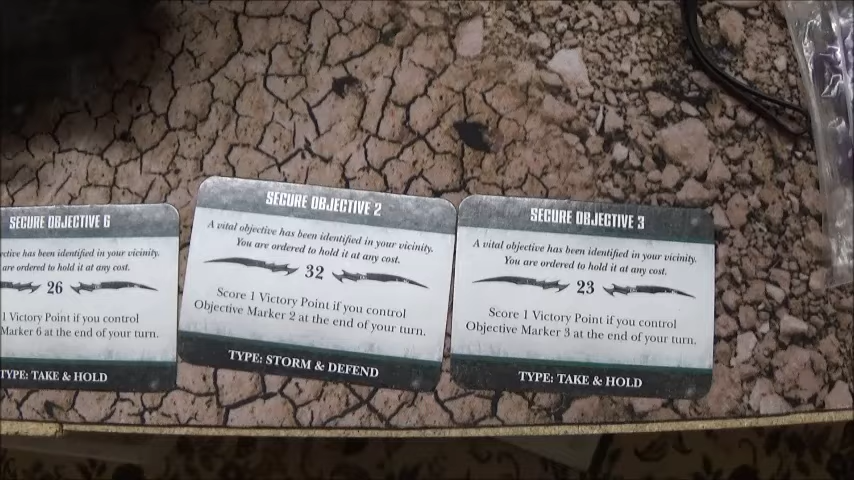 SECURE OBJECTIVE 6
ctive has been identified in your vicinity.
are ordered to hold it at any cost.
26
1 Victory Point if you control
Marker 6 at the end of your turn.
TYPE: TAKE & HOLD
SECURE OBJECTIVE 2
A vital objective has been identified in your vicinity.
You are ordered to hold it at any cost.
32
Score 1 Victory Point if you control
Objective Marker 2 at the end of your turn.
TYPE: STORM & DEFEND
SECURE OBJECTIVE 3
A vital objective has been identified in your vicinity.
You are ordered to hold it at any cost.
23
Score 1 Victory Point if you control
Objective Marker 3 at the end of your turn.
TYPE: TAKE & HOLD